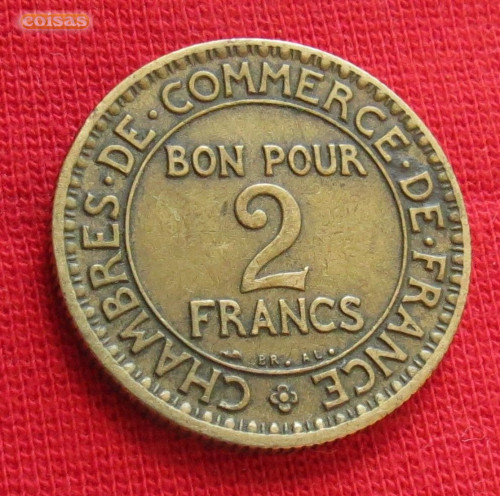 coisas
CHAMBRES·DE·COMMERCE·DE·FRANCE
BON POUR
2
FRANCS
BR. AL.